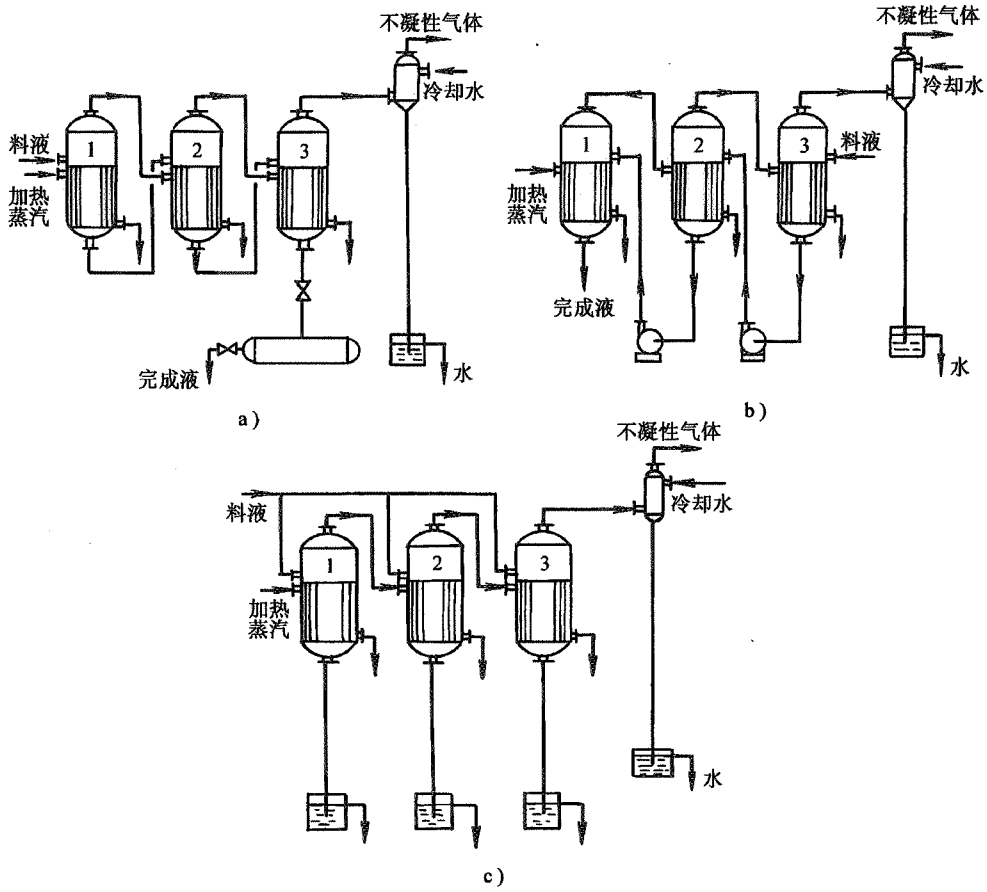 不凝性气体
冷却水
1
2
3
料液
加热
蒸汽
完成液
水
a)
不凝性气体
冷却水
1
2
3
料液
加热
蒸汽
完成液
水
b)
不凝性气体
冷却水
料液
1
2
3
加热
蒸汽
水
c)